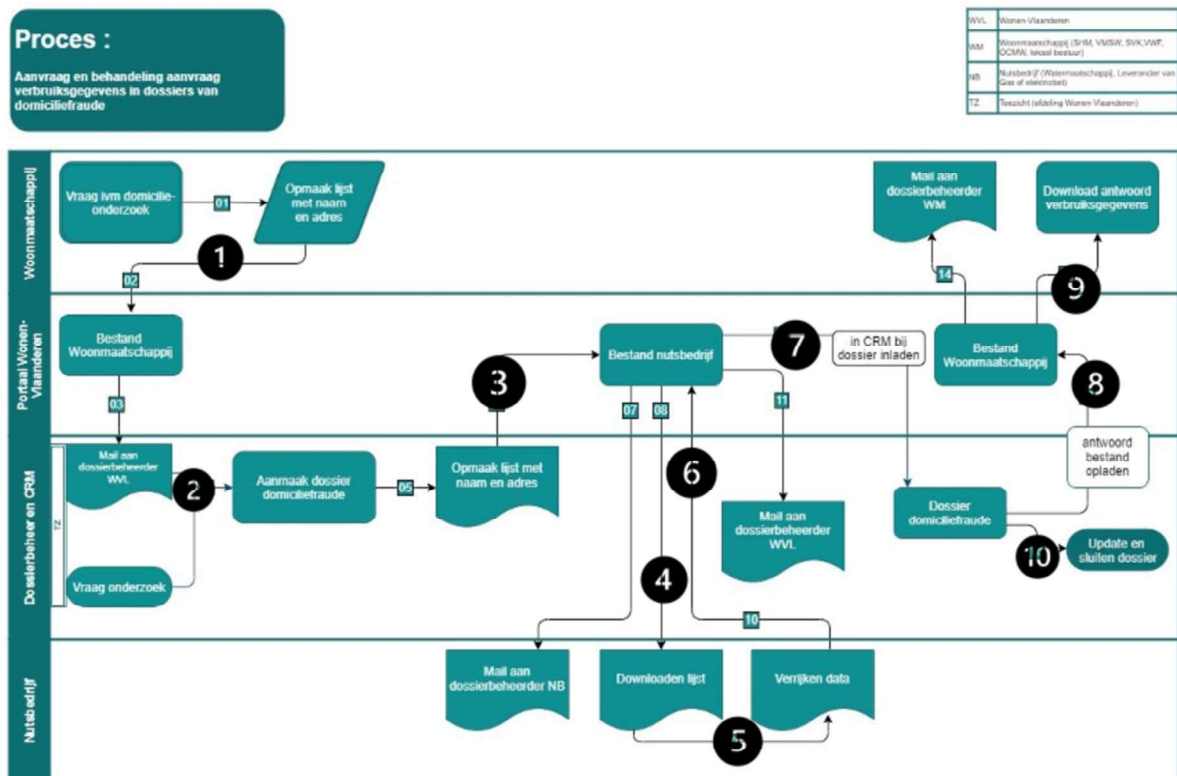 Proces :
Aanvraag en behandeling aanvraag
verbruiksgegevens in dossiers van
domiciliefraude
WVL Wonen-Vlaanderen
WM Woonmaatschappij (SHM, VMSW, SVK,VWF,
OCMW, lokaal bestuur)
NB Nutsbedrijf (Watermaatschappij, Leverancier van
Gas of elektriciteit)
TZ Toezicht (afdeling Wonen-Vlaanderen)
Woonmaatschappij
Vraag ivm domicilie-
onderzoek
01
Opmaak lijst
met naam
en adres
1
02
Mail aan
dossierbeheerder
WM
Download antwoord
verbruiksgegevens
14
9
Portaal Wonen-
Vlaanderen
Bestand
Woonmaatschappij
03
3
Bestand nutsbedrijf
07
08
6
7
11
in CRM bij
dossier inladen
Bestand
Woonmaatschappij
8
Dossierbeheer en CRM
TZ
Mail aan
dossierbeheerder
WVL
2
Vraag onderzoek
Aanmaak dossier
domiciliefraude
05
Opmaak lijst met
naam en adres
4
Mail aan
dossierbeheerder
WVL
antwoord
bestand
opladen
Dossier
domiciliefraude
10
Update en
sluiten dossier
10
Nutsbedrijf
Mail aan
dossierbeheerder NB
Downloaden lijst
5
Verrijken data